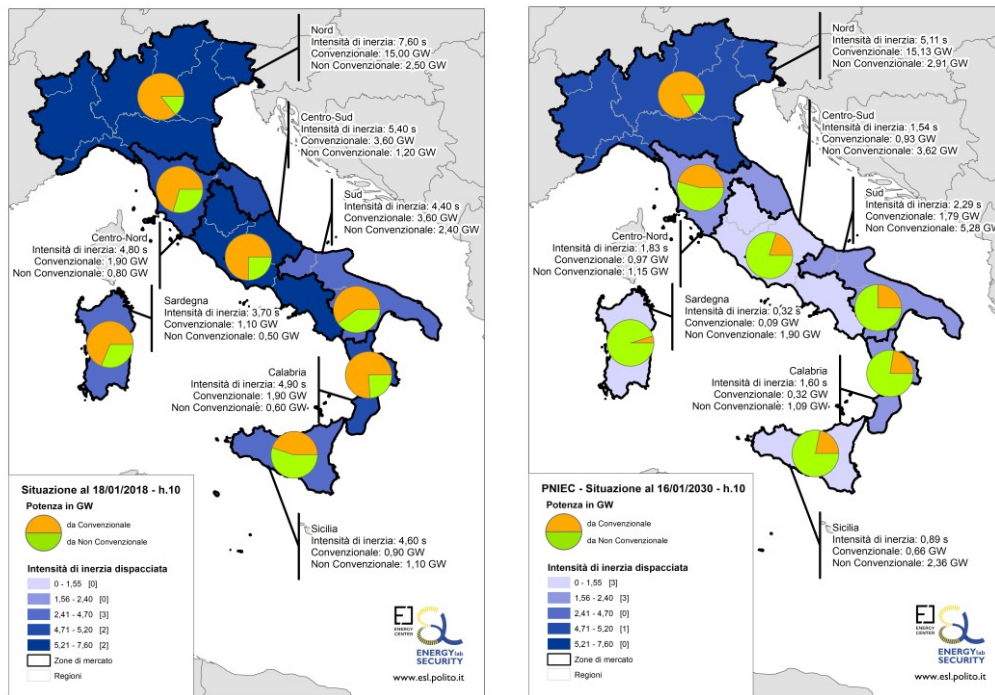 Nord
Intensità di inerzia: 7,60 s
Convenzionale: 15,00 GW
Non Convenzionale: 2,50 GW
Centro-Sud
Intensità di inerzia: 5,40 s
Convenzionale: 3,60 GW
Non Convenzionale: 1,20 GW
Sud
Intensità di inerzia: 4,40 s
Convenzionale: 3,60 GW
Non Convenzionale: 2,40 GW
Centro-Nord
Intensità di inerzia: 4,80 s
Convenzionale: 1,90 GW
Non Convenzionale: 0,80 GW
Sardegna
Intensità di inerzia: 3,70 s
Convenzionale: 1,10 GW
Non Convenzionale: 0,50 GW
Calabria
Intensità di inerzia: 4,90 s
Convenzionale: 1,90 GW
Non Convenzionale: 0,60 GW
Sicilia
Intensità di inerzia: 4,60 s
Convenzionale: 0,90 GW
Non Convenzionale: 1,10 GW
Situazione al 18/01/2018 - h.10
Potenza in GW
da Convenzionale
da Non Convenzionale
Intensità di inerzia dispacciata
0 - 1,55 [0]
1,56 - 2,40 [0]
2,41 - 4,70 [3]
4,71 - 5,20 [2]
5,21 - 7,60 [2]
Zone di mercato
Regioni
ENERGY
CENTER
ENERGYlab
SECURITY
www.esl.polito.it
Nord
Intensità di inerzia: 5,11 s
Convenzionale: 15,13 GW
Non Convenzionale: 2,91 GW
Centro-Sud
Intensità di inerzia: 1,54 s
Convenzionale: 0,93 GW
Non Convenzionale: 3,62 GW
Sud
Intensità di inerzia: 2,29 s
Convenzionale: 1,79 GW
Non Convenzionale: 5,28 GW
Centro-Nord
Intensità di inerzia: 1,83 s
Convenzionale: 0,97 GW
Non Convenzionale: 1,15 GW
Sardegna
Intensità di inerzia: 0,32 s
Convenzionale: 0,09 GW
Non Convenzionale: 1,90 GW
Calabria
Intensità di inerzia: 1,60 s
Convenzionale: 0,32 GW
Non Convenzionale: 1,09 GW
Sicilia
Intensità di inerzia: 0,89 s
Convenzionale: 0,66 GW
Non Convenzionale: 2,36 GW
PNIEC - Situazione al 16/01/2030 - h.10
Potenza in GW
da Convenzionale
da Non Convenzionale
Intensità di inerzia dispacciata
0 - 1,55 [3]
1,56 - 2,40 [3]
2,41 - 4,70 [0]
4,71 - 5,20 [1]
5,21 - 7,60 [0]
Zone di mercato
Regioni
ENERGY
CENTER
ENERGYlab
SECURITY
www.esl.polito.it